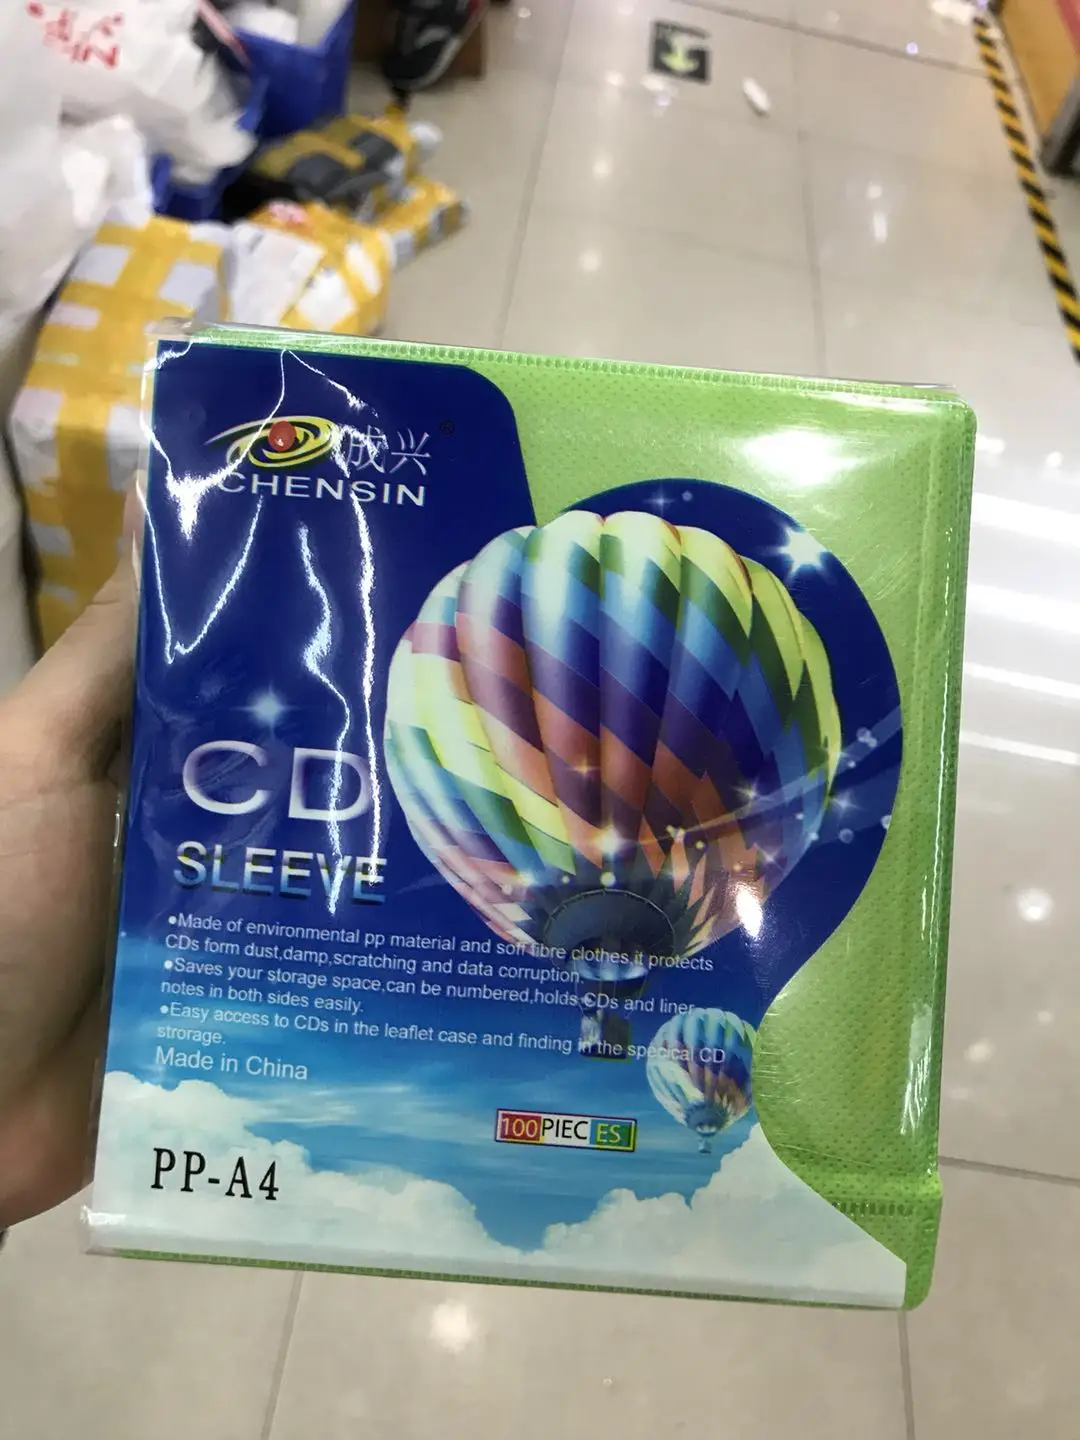 成兴®
CHENSIN
CD
SLEEVE
●Made of environmental pp material and soft fibre clothes,it protects
CDs form dust,damp,scratching and data corruption.
●Saves your storage space,can be numbered,holds CDs and liner
notes in both sides easily.
●Easy access to CDs in the leaflet case and finding in the specical CD
strorage.
Made in China
100PIECES
PP-A4